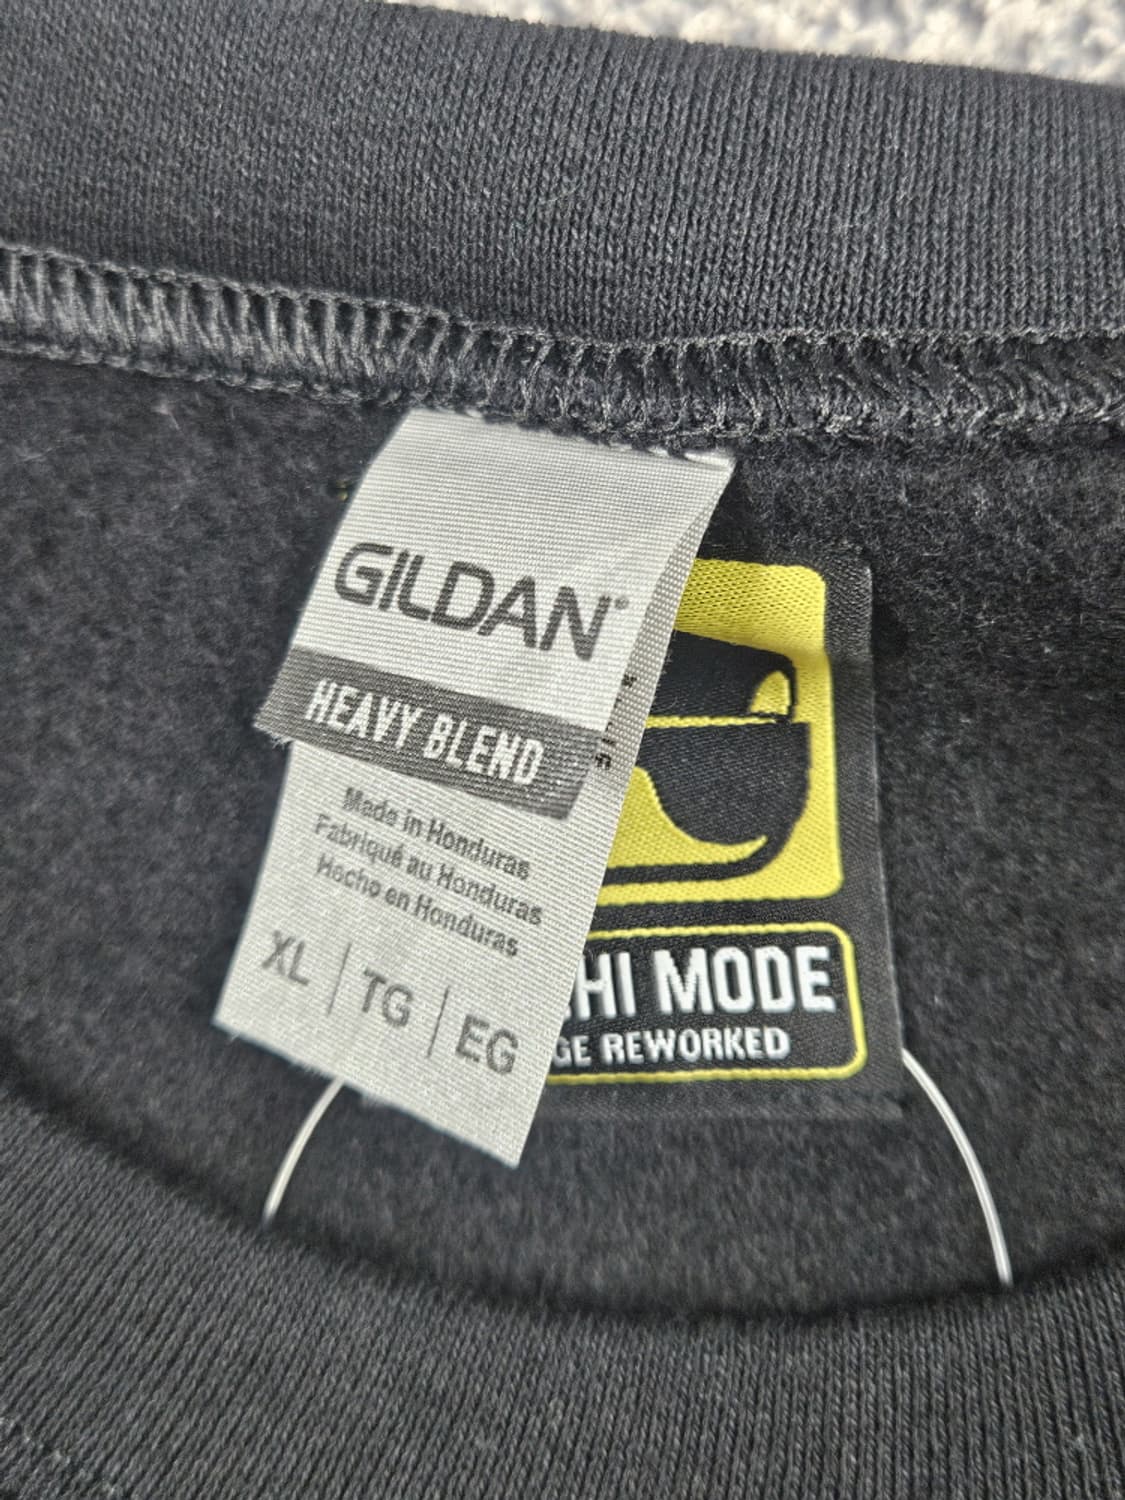 GILDAN®
HEAVY BLEND
Made in Honduras
Fabriqué au Honduras
Hecho en Honduras
XL | TG | EG
HI MODE
GE REWORKED